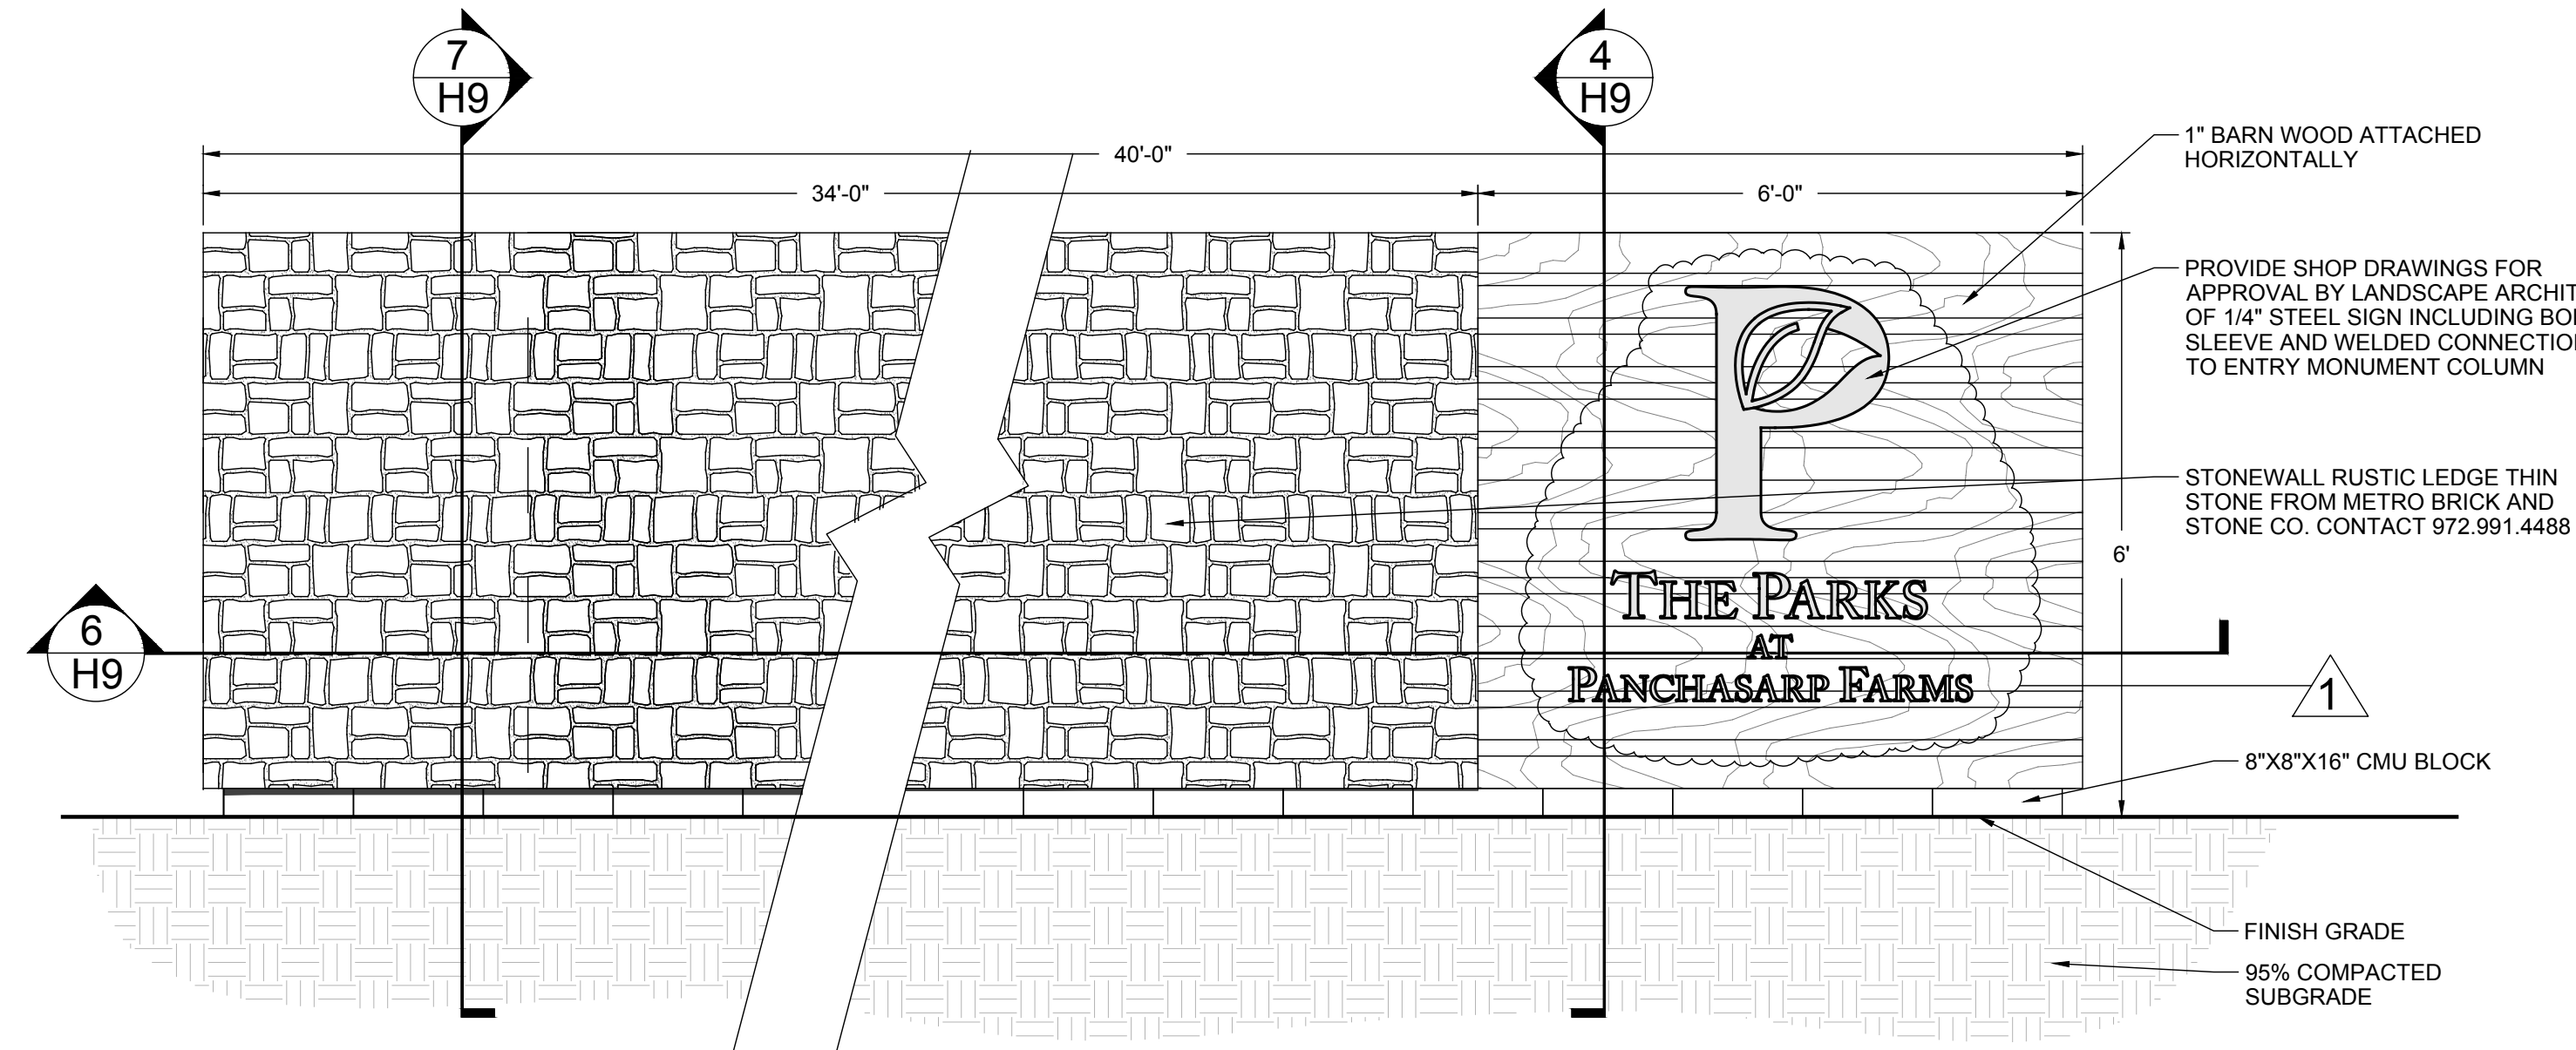 7
H9
4
H9
40'-0"
34'-0"
6'-0"
1" BARN WOOD ATTACHED
HORIZONTALLY
PROVIDE SHOP DRAWINGS FOR
APPROVAL BY LANDSCAPE ARCHIT
OF 1/4" STEEL SIGN INCLUDING
SLEEVE AND WELDED CONNECTION
TO ENTRY MONUMENT COLUMN
STONEWALL RUSTIC LEDGE THIN
STONE FROM METRO BRICK AND
STONE CO. CONTACT 972.991.4488
6'
P
THE PARKS
AT
PANCHASARP FARMS
6
H9
1
8"X8"X16" CMU BLOCK
FINISH GRADE
95% COMPACTED
SUBGRADE